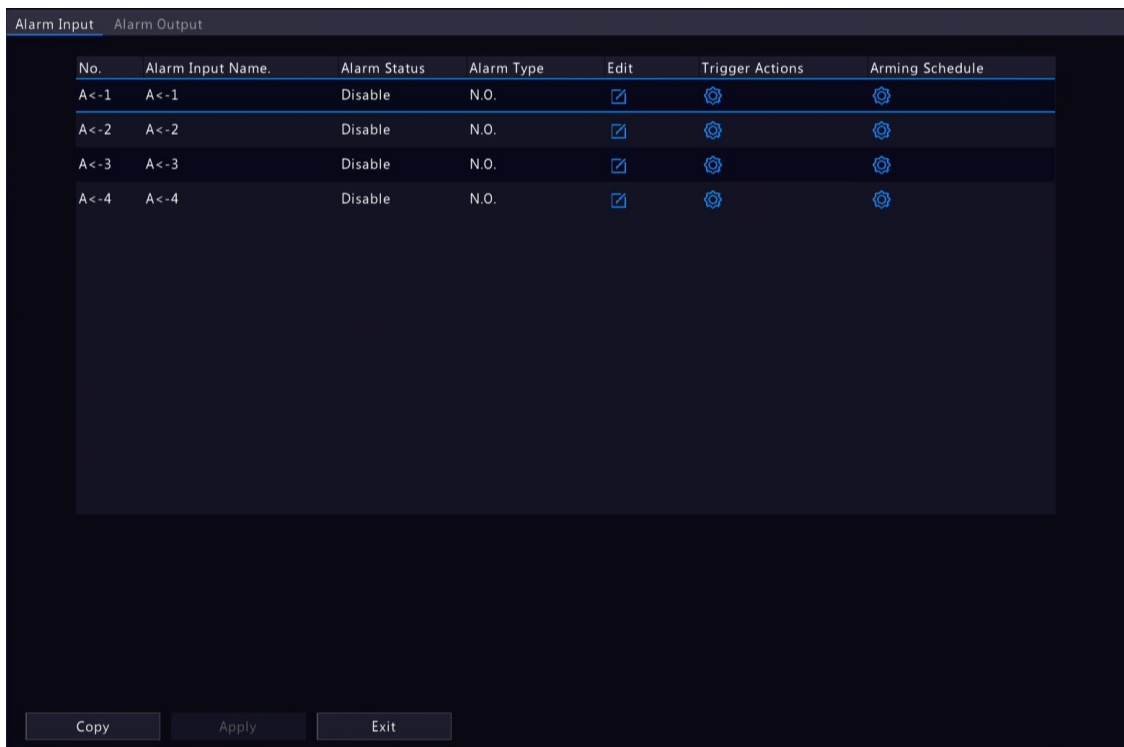 Alarm Input Alarm Output
No. Alarm Input Name. Alarm Status Alarm Type Edit Trigger Actions Arming Schedule
A<-1 A<-1 Disable N.O.
A<-2 A<-2 Disable N.O.
A<-3 A<-3 Disable N.O.
A<-4 A<-4 Disable N.O.
Copy Apply Exit